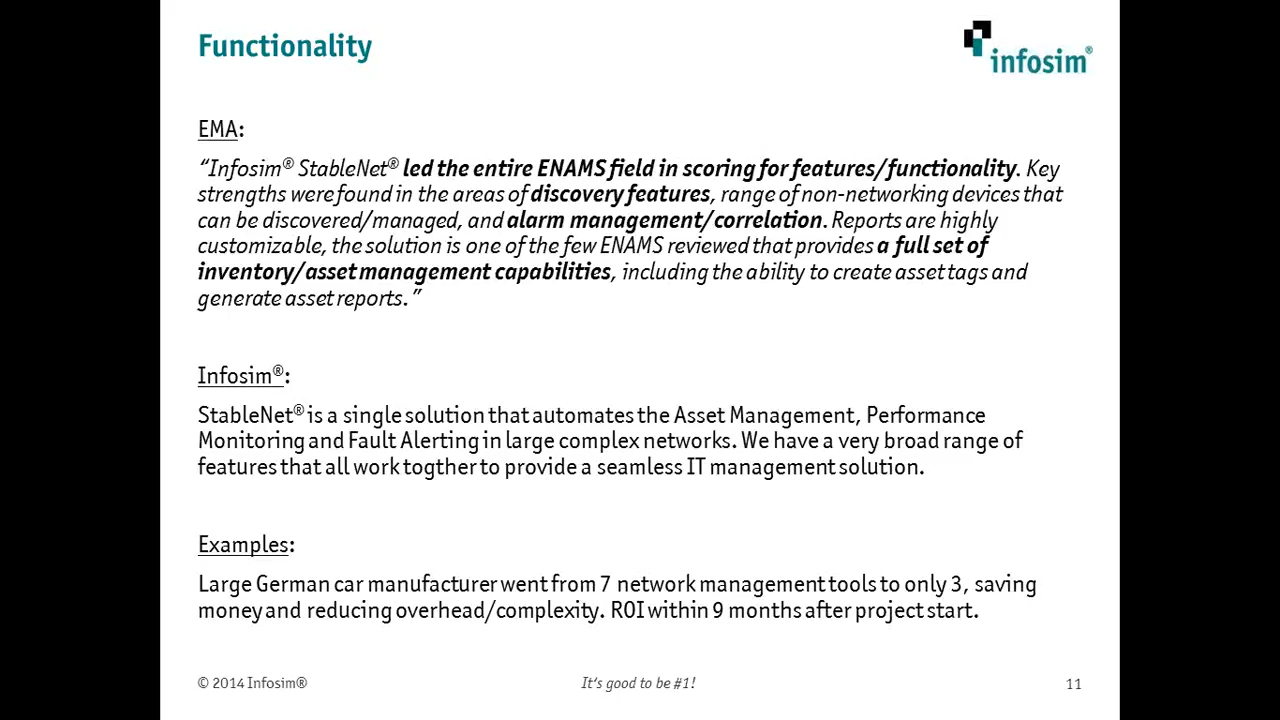 Functionality
infosim®
EMA:
“Infosim® StableNet® led the entire ENAMS field in scoring for features/functionality. Key
strengths were found in the areas of discovery features, range of non-networking devices that
can be discovered/managed, and alarm management/correlation. Reports are highly
customizable, the solution is one of the few ENAMS reviewed that provides a full set of
inventory/asset management capabilities, including the ability to create asset tags and
generate asset reports.”
Infosim®:
StableNet® is a single solution that automates the Asset Management, Performance
Monitoring and Fault Alerting in large complex networks. We have a very broad range of
features that all work togther to provide a seamless IT management solution.
Examples:
Large German car manufacturer went from 7 network management tools to only 3, saving
money and reducing overhead/complexity. ROI within 9 months after project start.
© 2014 Infosim®
It's good to be #1!
11